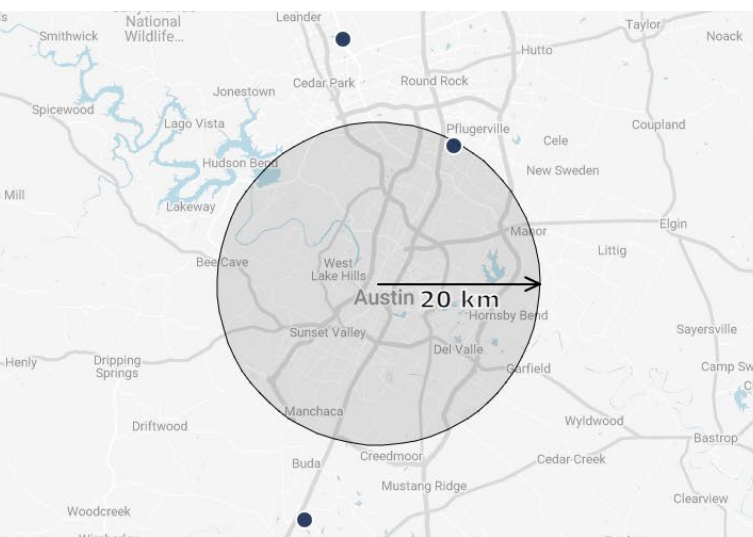 National
Wildlife...
Leander
Taylor
Smithwick
Noack
Hutto
Cedar Park
Round Rock
Jonestown
Spicewood
Lago Vista
Pflugerville
Coupland
Cele
Hudson Bend
New Sweden
Mill
Lakeway
Elgin
Manor
Littig
Bee Cave
West
Lake Hills
Austin
20 km
Hornsby Bend
Sunset Valley
Sayersville
Del Valle
Henly
Dripping
Springs
Garfield
Camp Sw
Manchaca
Driftwood
Wyldwood
Bastrop
Creedmoor
Buda
Cedar Creek
Mustang Ridge
Clearview
Woodcreek